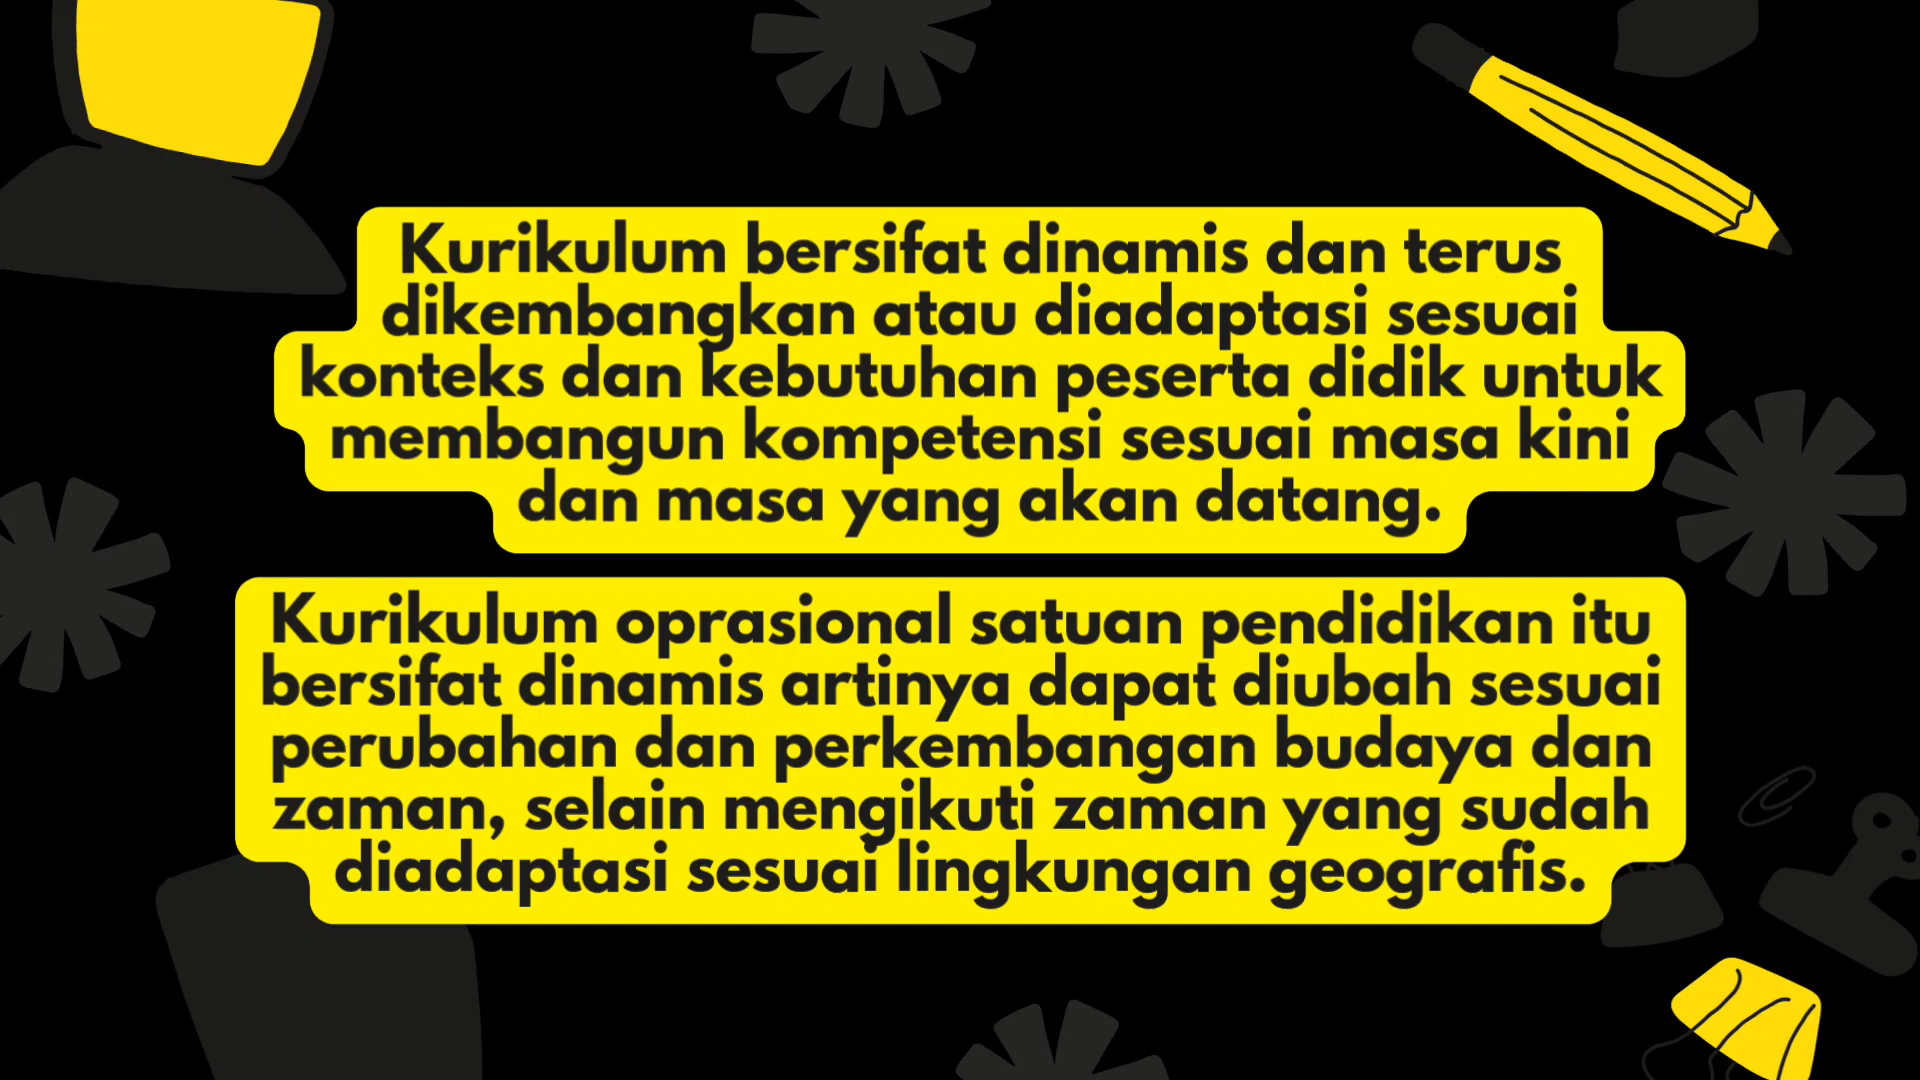 Kurikulum bersifat dinamis dan terus
dikembangkan atau diadaptasi sesuai
konteks dan kebutuhan peserta didik untuk
membangun kompetensi sesuai masa kini
dan masa yang akan datang.
Kurikulum oprasional satuan pendidikan itu
bersifat dinamis artinya dapat diubah sesuai
perubahan dan perkembangan budaya dan
zaman, selain mengikuti zaman yang sudah
diadaptasi sesuai lingkungan geografis.